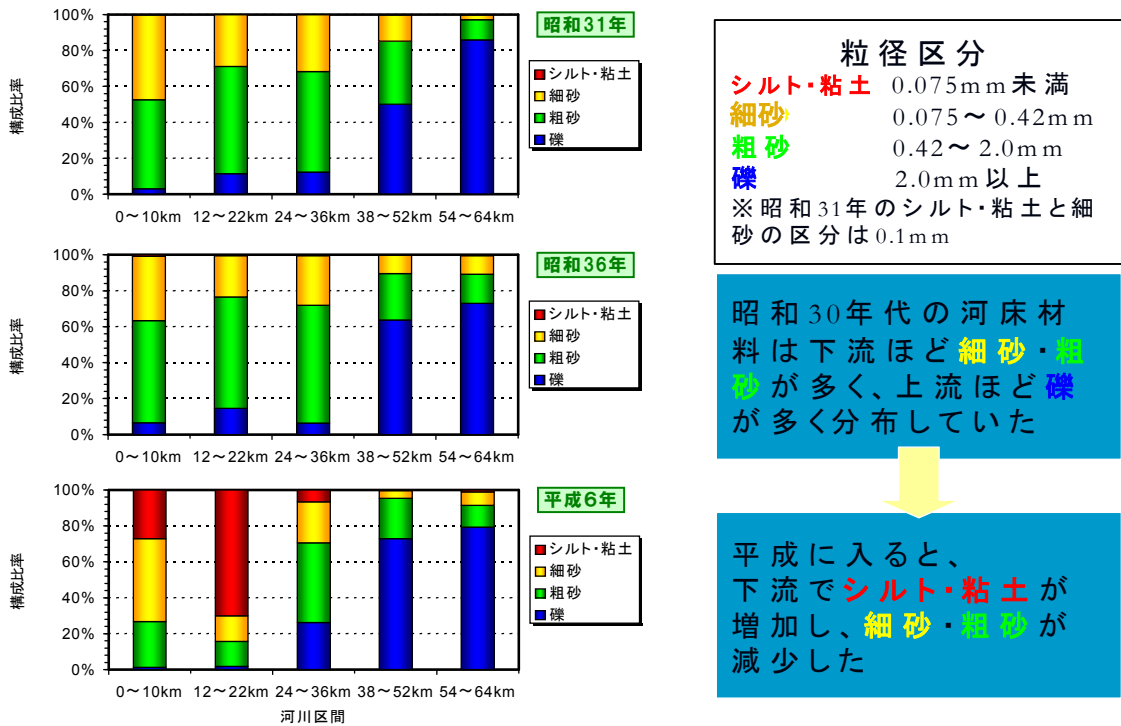 昭和31年
構成比率
100%
80%
60%
40%
20%
0%
シルト・粘土
細砂
粗砂
礫
0～10km 12～22km 24～36km 38～52km 54～64km
昭和36年
構成比率
100%
80%
60%
40%
20%
0%
シルト・粘土
細砂
粗砂
礫
0～10km 12～22km 24～36km 38～52km 54～64km
平成6年
構成比率
100%
80%
60%
40%
20%
0%
シルト・粘土
細砂
粗砂
礫
0～10km 12～22km 24～36km 38～52km 54～64km
河川区間
粒径区分
シルト・粘土 0.075mm未満
細砂 0.075～0.42mm
粗砂 0.42～2.0mm
礫 2.0mm以上
※昭和31年のシルト・粘土と細
砂の区分は0.1mm
昭和30年代の河床材
料は下流ほど細砂・粗
砂が多く、上流ほど礫
が多く分布していた
平成に入ると、
下流でシルト・粘土が
増加し、細砂・粗砂が
減少した